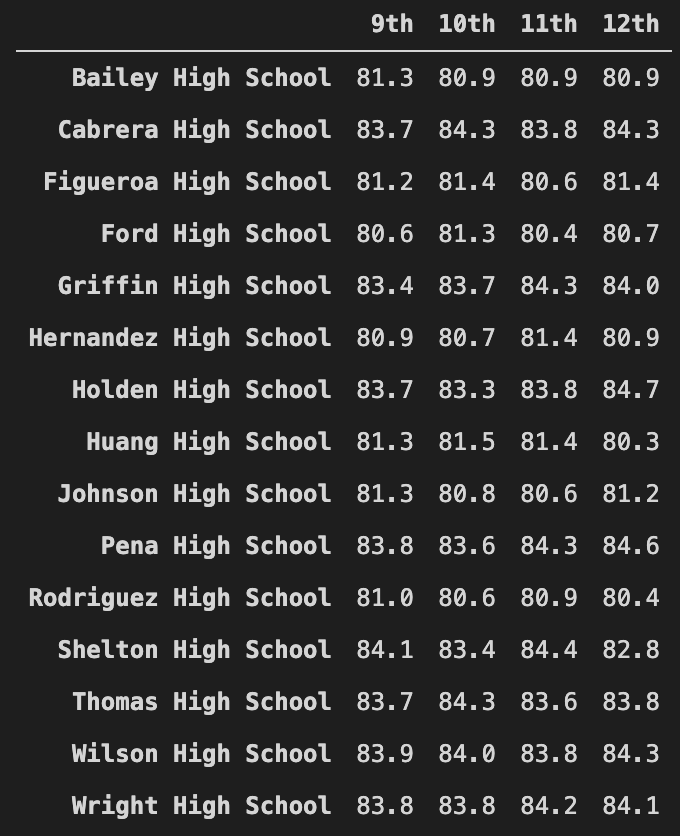 9th 10th 11th 12th
Bailey High School 81.3 80.9 80.9 80.9
Cabrera High School 83.7 84.3 83.8 84.3
Figueroa High School 81.2 81.4 80.6 81.4
Ford High School 80.6 81.3 80.4 80.7
Griffin High School 83.4 83.7 84.3 84.0
Hernandez High School 80.9 80.7 81.4 80.9
Holden High School 83.7 83.3 83.8 84.7
Huang High School 81.3 81.5 81.4 80.3
Johnson High School 81.3 80.8 80.6 81.2
Pena High School 83.8 83.6 84.3 84.6
Rodriguez High School 81.0 80.6 80.9 80.4
Shelton High School 84.1 83.4 84.4 82.8
Thomas High School 83.7 84.3 83.6 83.8
Wilson High School 83.9 84.0 83.8 84.3
Wright High School 83.8 83.8 84.2 84.1